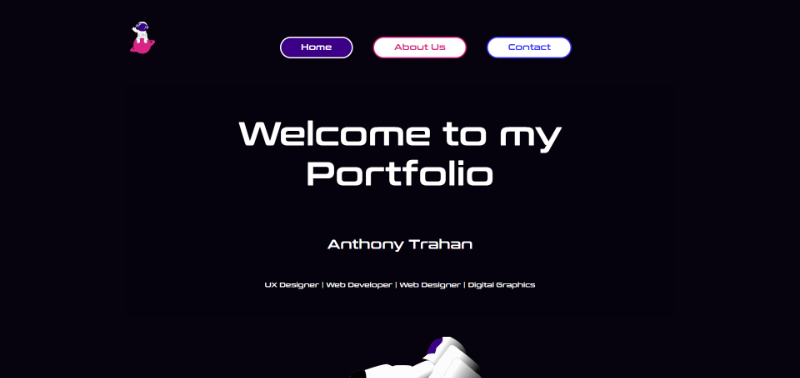 Home
About Us
Contact
Welcome to my
Portfolio
Anthony Trahan
UX Designer | Web Developer | Web Designer | Digital Graphics